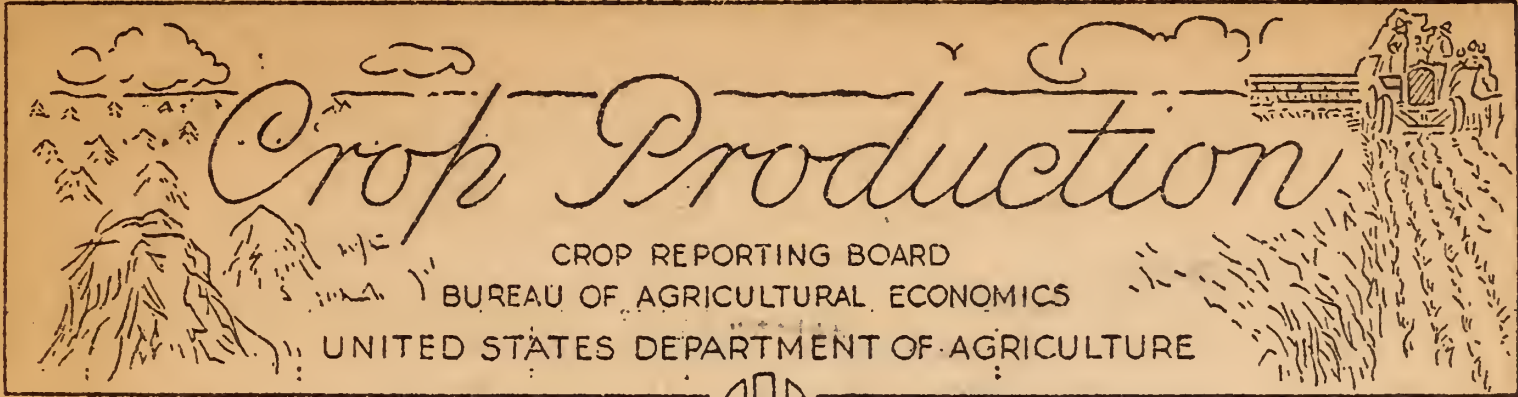 Crop Production
CROP REPORTING BOARD
BUREAU OF AGRICULTURAL ECONOMICS
UNITED STATES DEPARTMENT OF AGRICULTURE